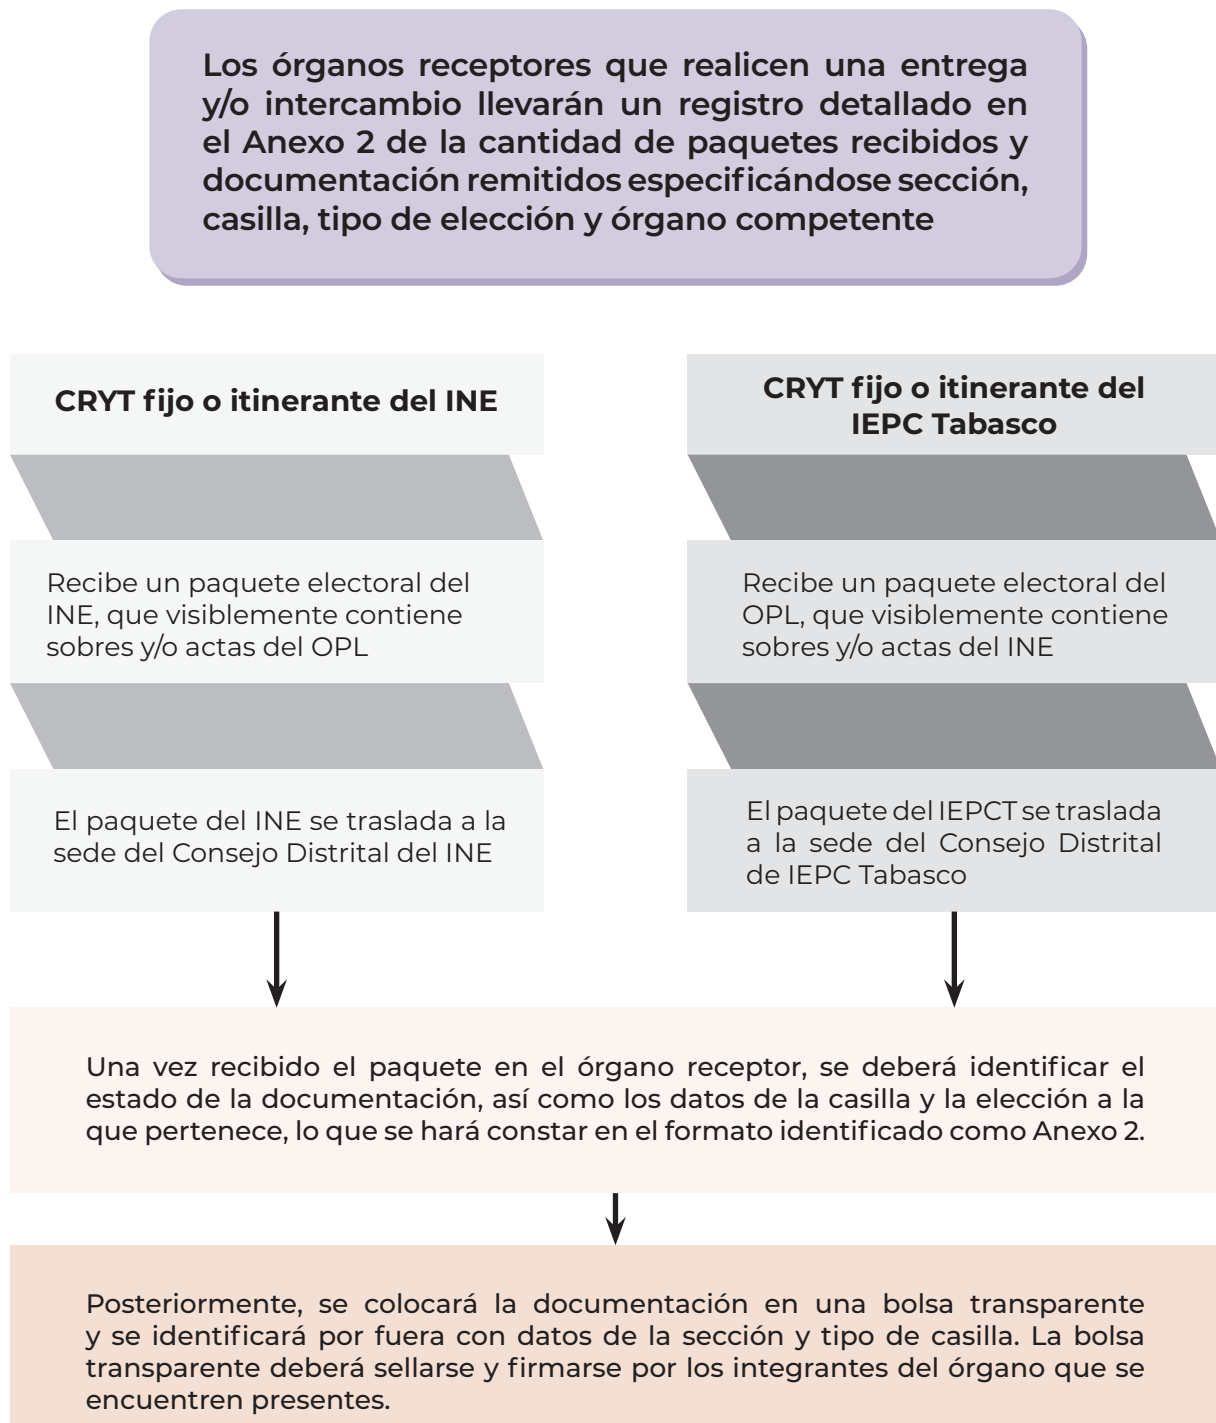 Los órganos receptores que realicen una entrega
y/o intercambio llevarán un registro detallado en
el Anexo 2 de la cantidad de paquetes recibidos y
documentación remitidos especificándose sección,
casilla, tipo de elección y órgano competente
CRYT fijo o itinerante del INE
Recibe un paquete electoral del
INE, que visiblemente contiene
sobres y/o actas del OPL
El paquete del INE se traslada a la
sede del Consejo Distrital del INE
CRYT fijo o itinerante del
IEPC Tabasco
Recibe un paquete electoral del
OPL, que visiblemente contiene
sobres y/o actas del INE
El paquete del IEPCT se traslada
a la sede del Consejo Distrital
de IEPC Tabasco
Una vez recibido el paquete en el órgano receptor, se deberá identificar el
estado de la documentación, así como los datos de la casilla y la elección a la
que pertenece, lo que se hará constar en el formato identificado como Anexo 2.
Posteriormente, se colocará la documentación en una bolsa transparente
y se identificará por fuera con datos de la sección y tipo de casilla. La bolsa
transparente deberá sellarse y firmarse por los integrantes del órgano que se
encuentren presentes.